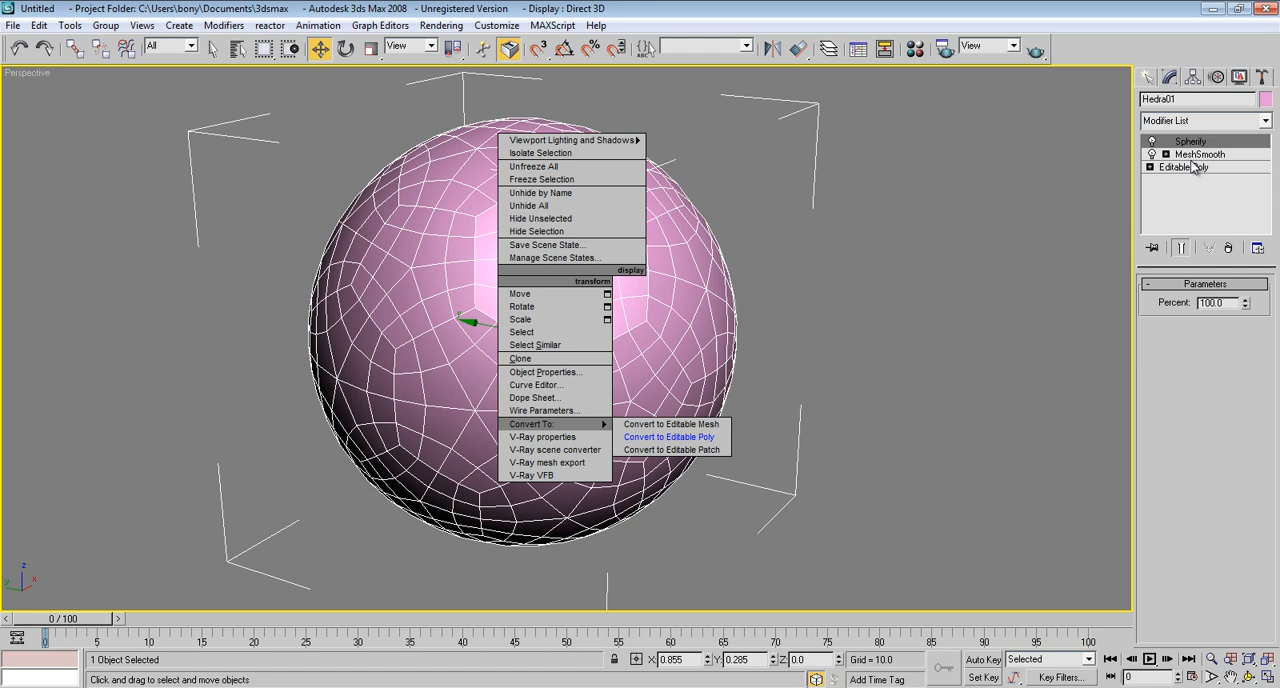 Untitled - Project Folder: C:\Users\bony\Documents\3dsmax - Autodesk 3ds Max 2008 - Unregistered Version - Display : Direct 3D
File Edit Tools Group Views Create Modifiers reactor Animation Graph Editors Rendering Customize MAXScript Help
All View View
Perspective
Hedra01
Modifier List
Spherify
MeshSmooth
Editable Poly
Parameters
Percent: 100.0
Viewport Lighting and Shadows
Isolate Selection
Unfreeze All
Freeze Selection
Unhide by Name
Unhide All
Hide Unselected
Hide Selection
Save Scene State...
Manage Scene States...
display
transform
Move
Rotate
Scale
Select
Select Similar
Clone
Object Properties...
Curve Editor...
Dope Sheet...
Wire Parameters...
Convert To:
Convert to Editable Mesh
Convert to Editable Poly
Convert to Editable Patch
V-Ray properties
V-Ray scene converter
V-Ray mesh export
V-Ray VFB
z
y x
0 / 100
0 5 10 15 20 25 30 35 40 45 50 55 60 65 70 75 80 85 90 95 100
1 Object Selected X: 0.855 Y: 0.285 Z: 0.0 Grid = 10.0 Auto Key Selected
Click and drag to select and move objects Add Time Tag Set Key Key Filters... 0